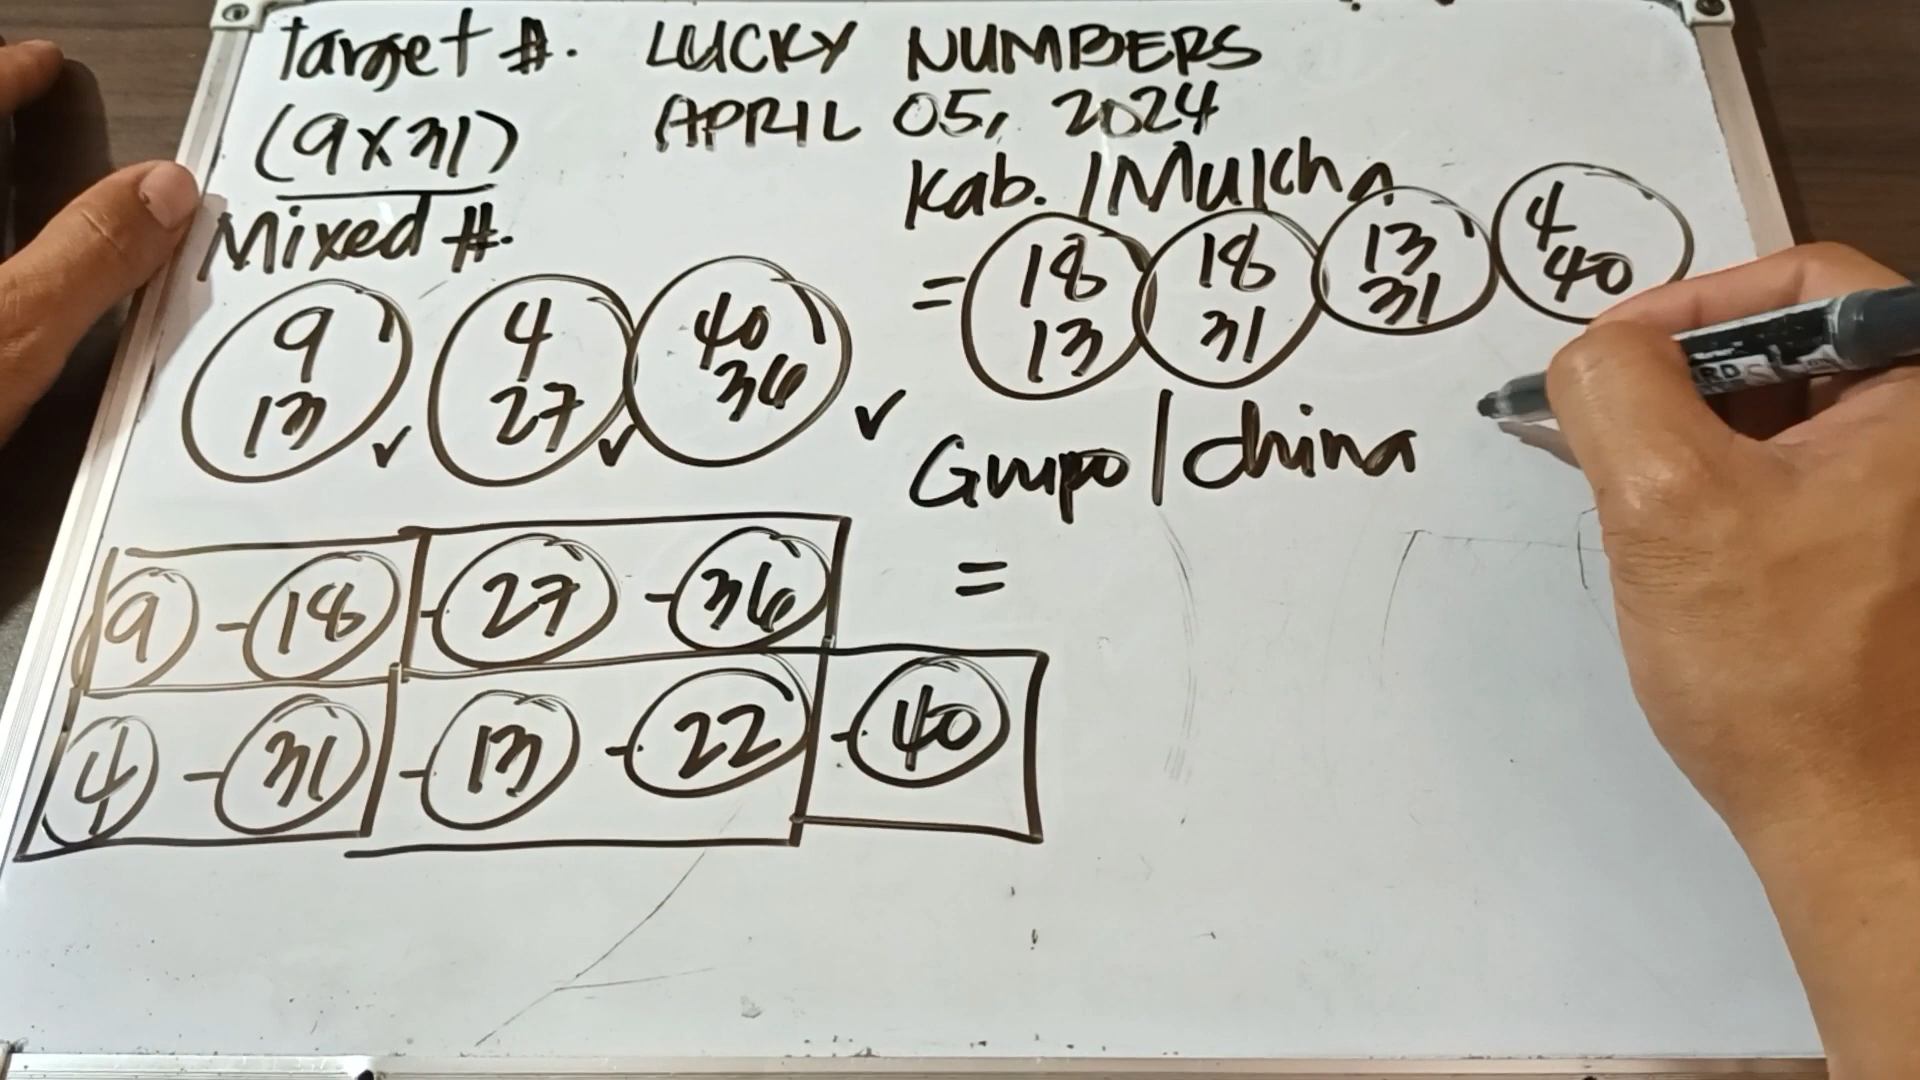 Target #. LUCKY NUMBERS
(9x31) APRIL 05, 2024
Mixed #. Kab. / Mulcha
9 4 40 = 18 18 13 4
13 27 36 13 31 31 40
Grupo / China
9 - 18 - 27 - 36 =
4 - 31 - 13 - 22 - 40